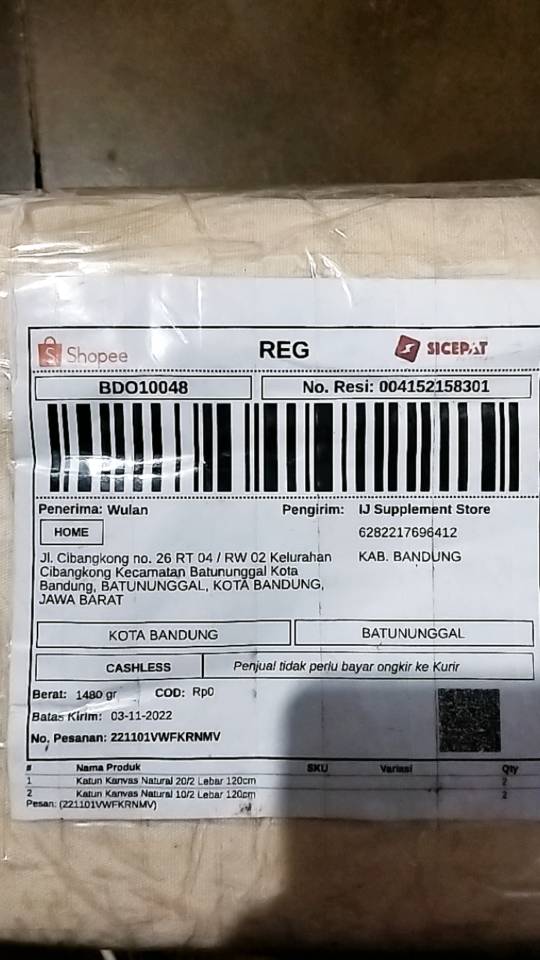 Shopee REG SICEPAT
BDO10048 No. Resi: 004152158301
Penerima: Wulan Pengirim: IJ Supplement Store
HOME 6282217696412
Jl. Cibangkong no. 26 RT 04 / RW 02 Kelurahan KAB. BANDUNG
Cibangkong Kecamatan Batununggal Kota
Bandung, BATUNUNGGAL, KOTA BANDUNG,
JAWA BARAT
KOTA BANDUNG BATUNUNGGAL
CASHLESS Penjual tidak perlu bayar ongkir ke Kurir
Berat: 1480 gr COD: Rp0
Batas Kirim: 03-11-2022
No. Pesanan: 221101VWFKRNMV
# Nama Produk SKU Variasi Qty
1 Katun Kanvas Natural 20/2 Lebar 120cm 2
2 Katun Kanvas Natural 10/2 Lebar 120cm 2
Pesan: (221101VWFKRNMV)